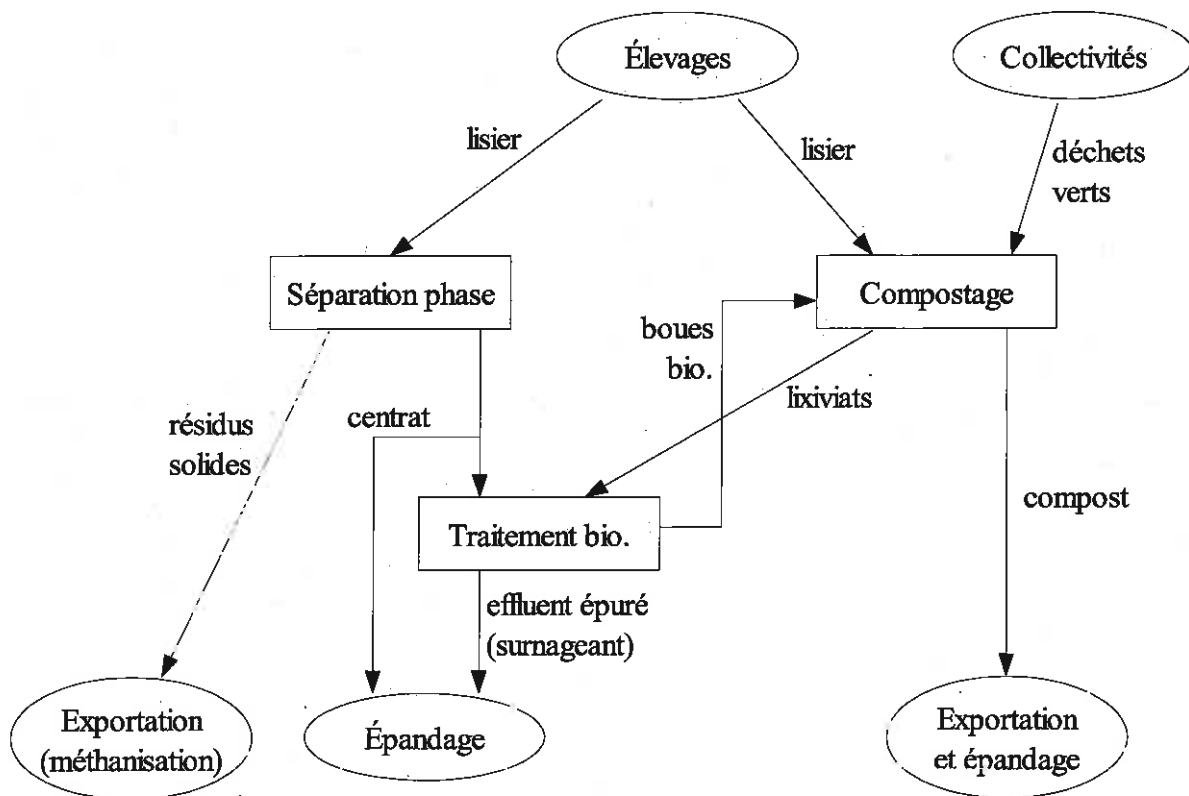 Élevages
Collectivités
lisier
lisier
déchets
verts
Séparation phase
Compostage
boues
bio.
lixiviats
résidus
solides
centrat
compost
Traitement bio.
effluent épuré
(surnageant)
Exportation
(méthanisation)
Épandage
Exportation
et épandage